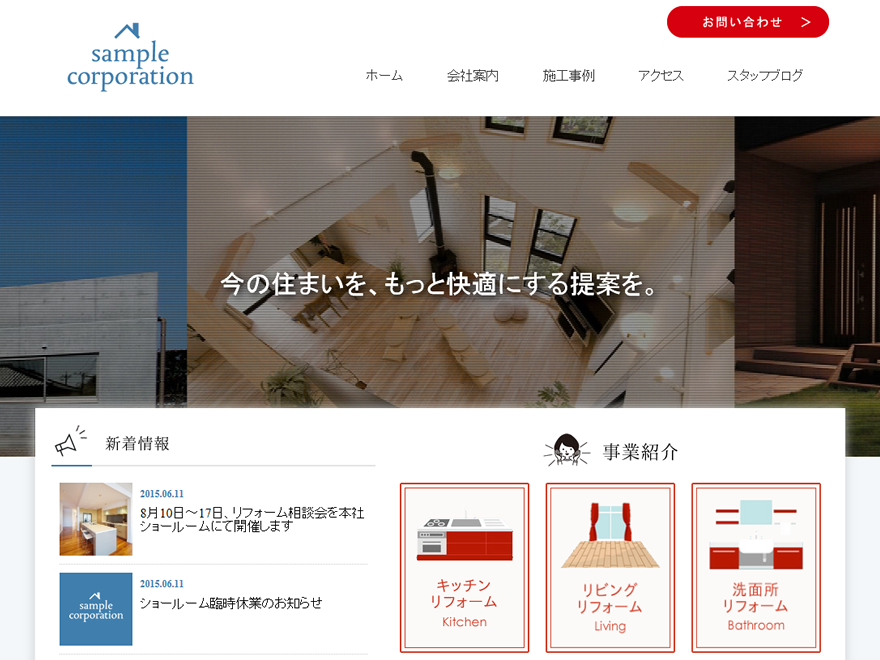 お問い合わせ
sample
corporation
ホーム
会社案内
施工事例
アクセス
スタッフブログ
今の住まいを、もっと快適にする提案を。
新着情報
2015.06.11
8月10日～17日、リフォーム相談会を本社
ショールームにて開催します
sample
corporation
2015.06.11
ショールーム臨時休業のお知らせ
事業紹介
キッチン
リフォーム
Kitchen
リビング
リフォーム
Living
洗面所
リフォーム
Bathroom